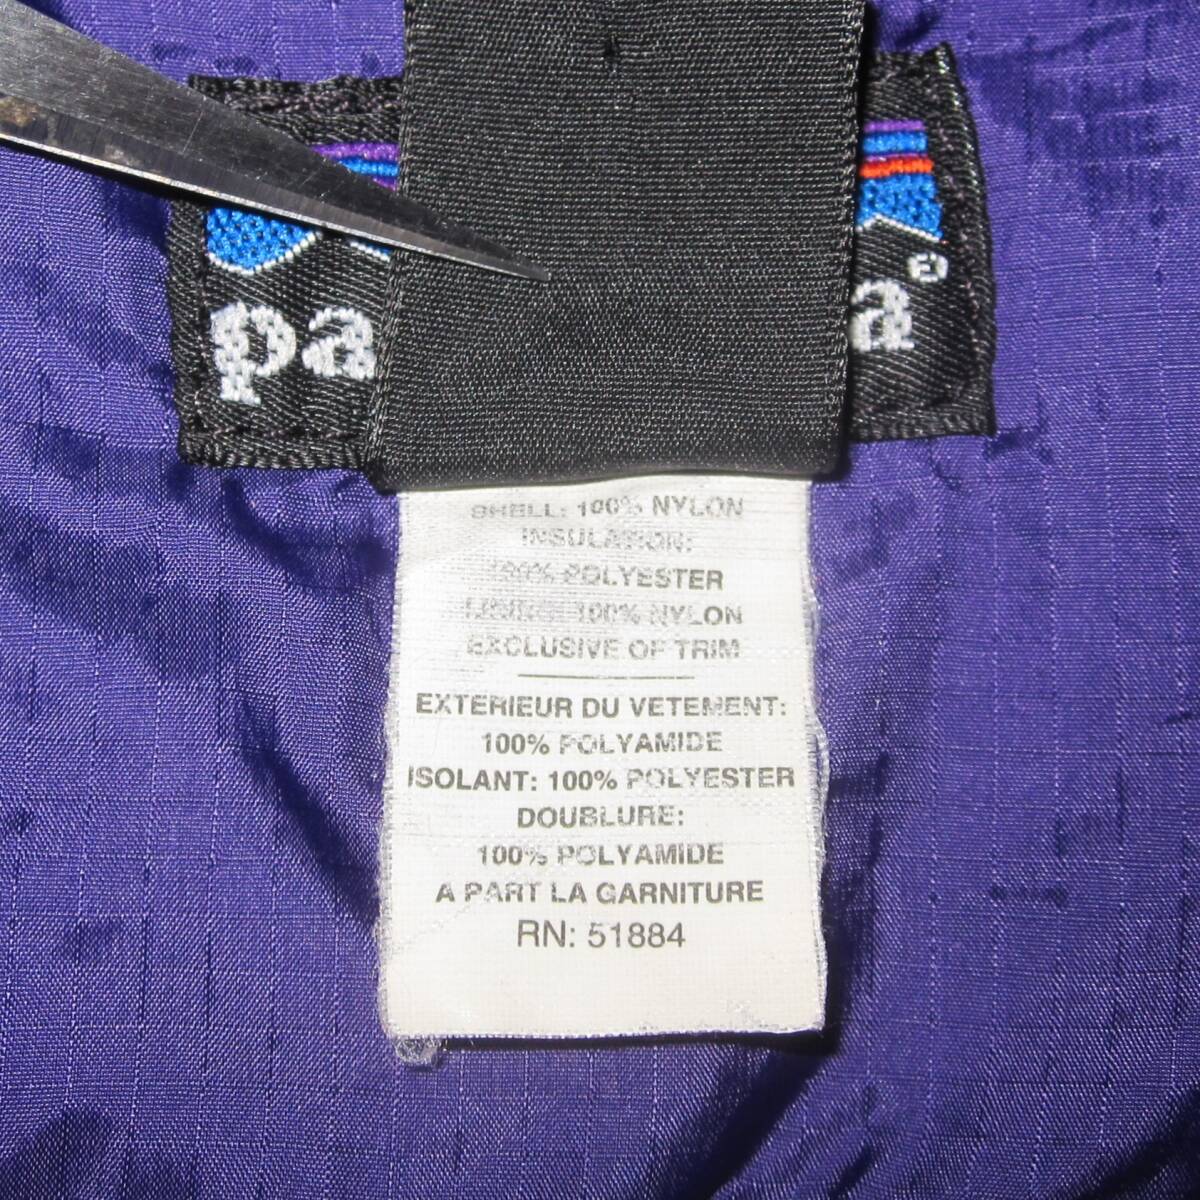 pa a®
SHELL: 100% NYLON
INSULATION:
100% POLYESTER
LINING: 100% NYLON
EXCLUSIVE OF TRIM
EXTERIEUR DU VETEMENT:
100% POLYAMIDE
ISOLANT: 100% POLYESTER
DOUBLURE:
100% POLYAMIDE
A PART LA GARNITURE
RN: 51884